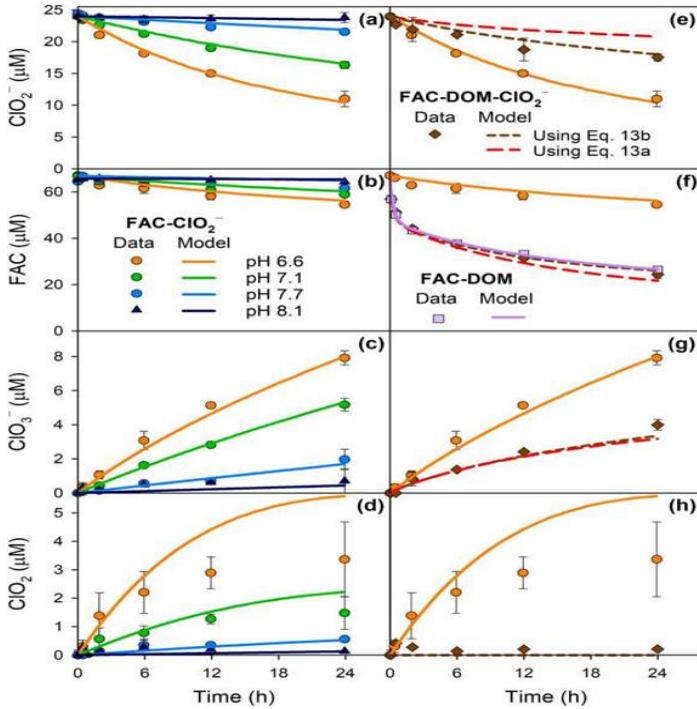 25
20
15
10
5
0
ClO₂⁻ (μM)
(a)
(e)
FAC-DOM-ClO₂⁻
Data Model
Using Eq. 13b
Using Eq. 13a
60
40
20
0
FAC (μM)
(b)
FAC-ClO₂⁻
Data Model
pH 6.6
pH 7.1
pH 7.7
pH 8.1
(f)
FAC-DOM
Data Model
8
6
4
2
0
ClO₃⁻ (μM)
(c)
(g)
5
4
3
2
1
0
ClO₂ (μM)
(d)
(h)
0 6 12 18 24
0 6 12 18 24
Time (h)
Time (h)